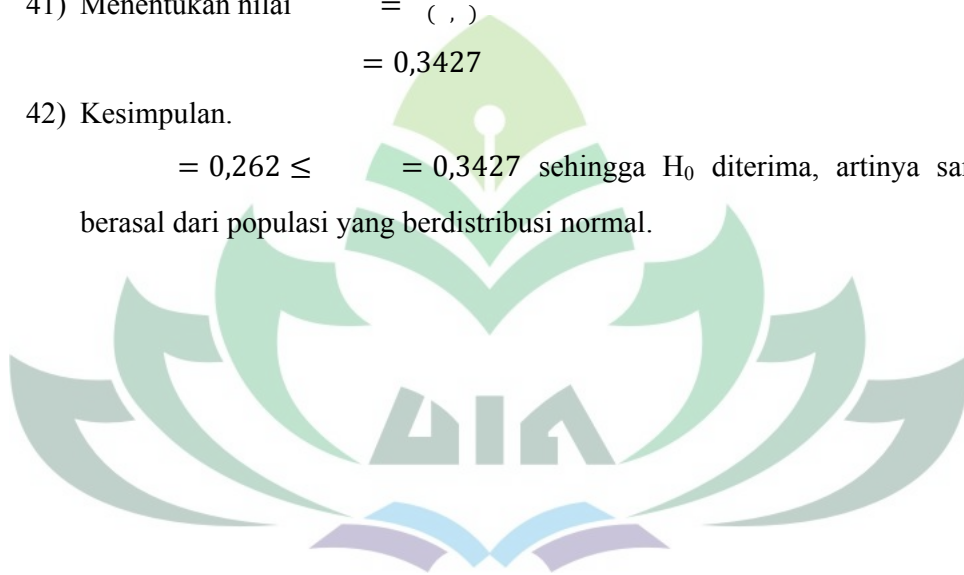 41) Menentukan nilai = ( , )
= 0,3427
42) Kesimpulan.
= 0,262 ≤ = 0,3427 sehingga H₀ diterima, artinya
berasal dari populasi yang berdistribusi normal.
UIN